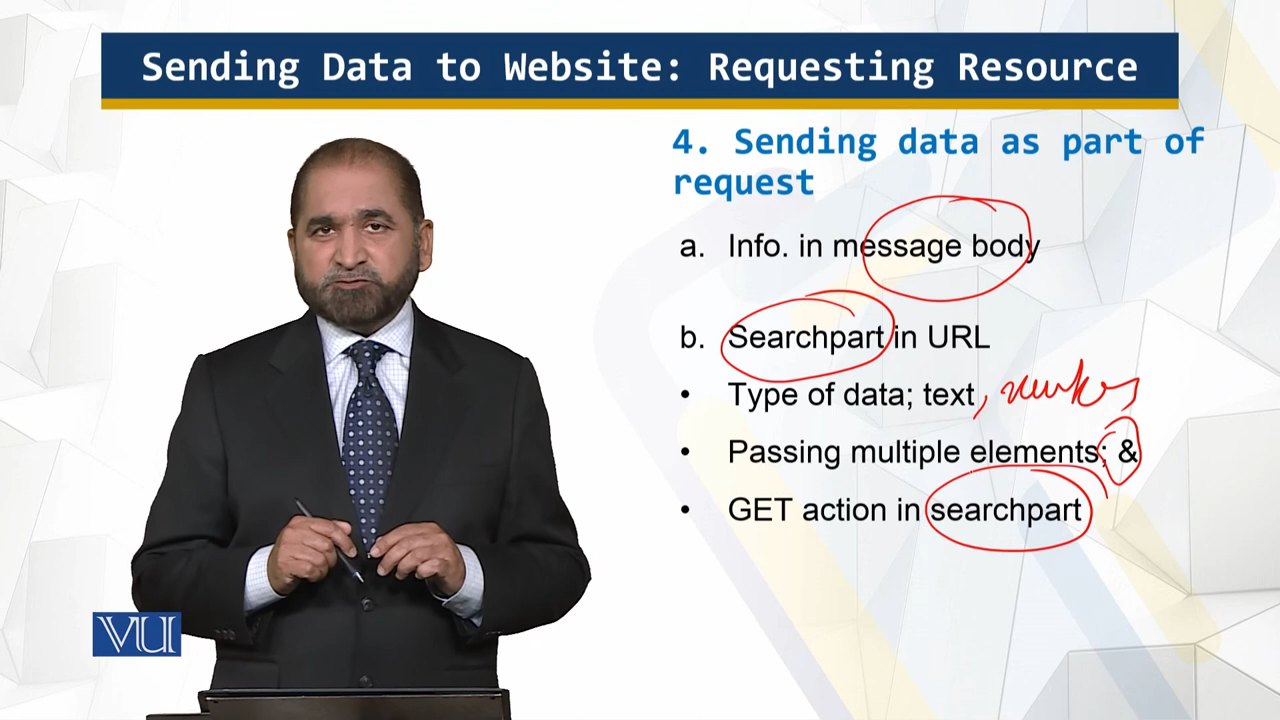 Sending Data to Website: Requesting Resource
4. Sending data as part of
request
a. Info. in message body
b. Searchpart in URL
• Type of data; text,
• Passing multiple elements; &
• GET action in searchpart
VU